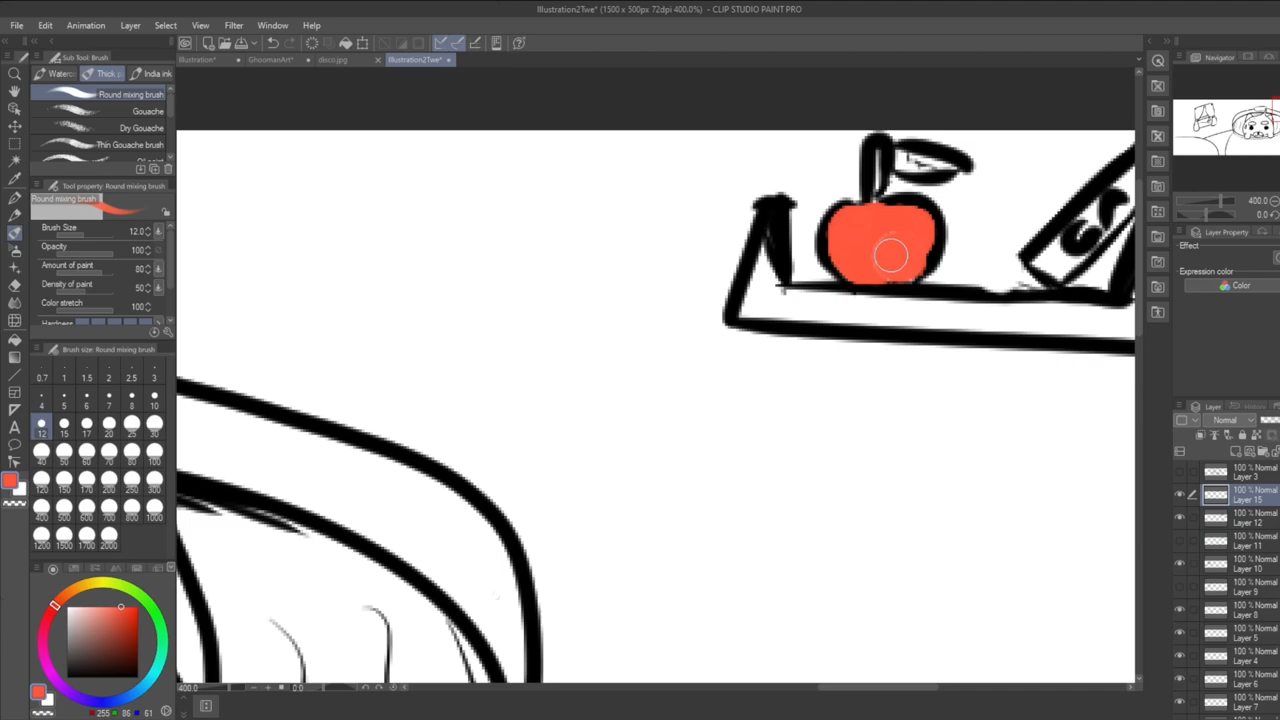 Illustration2Twe* (1500 x 500px 72dpi 400.0%) - CLIP STUDIO PAINT PRO
File Edit Animation Layer Select View Filter Window Help
Sub Tool: Brush
Illustration* GhoomanArt* disco.jpg Illustration2Twe*
Navigator
Waterc Thick p India ink
Round mixing brush
Gouache
Dry Gouache
Thin Gouache brush
Tool property: Round mixing brush
Round mixing brush
Brush Size 12.0
Opacity 100
Amount of paint 80
Density of paint 50
Color stretch 100
Hardness
400.0
0.0
Layer Property
Effect
Expression color
Color
Brush size: Round mixing brush
0.7 1 1.5 2 2.5 3
4 5 6 7 8 10
12 15 17 20 25 30
40 50 60 70 80 100
120 150 170 200 250 300
400 500 600 700 800 1000
1200 1500 1700 2000
Layer
Normal
100 % Normal
Layer 3
100 % Normal
Layer 15
100 % Normal
Layer 12
100 % Normal
Layer 11
100 % Normal
Layer 10
100 % Normal
Layer 9
100 % Normal
Layer 8
100 % Normal
Layer 5
100 % Normal
Layer 4
100 % Normal
Layer 6
100 % Normal
Layer 7
100 % Normal
400.0 0.0
255 86 61